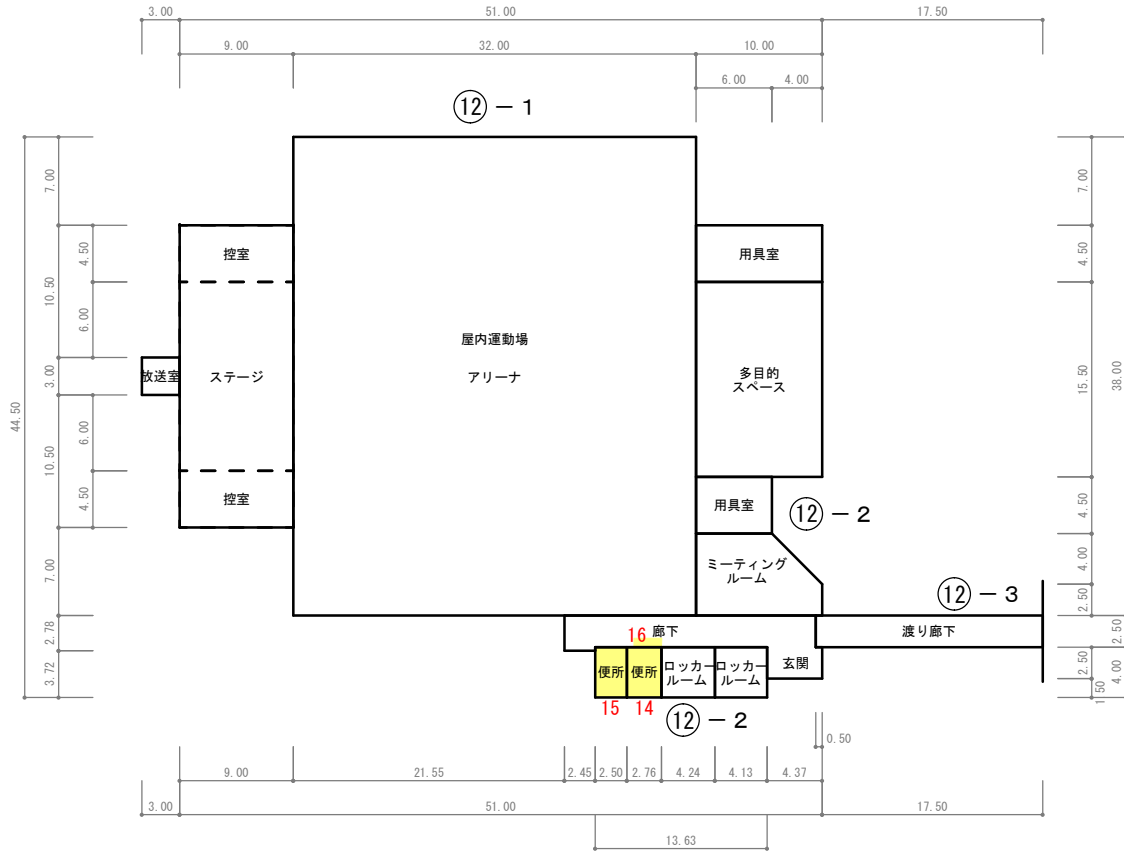 3.00
51.00
17.50
9.00
32.00
10.00
6.00
4.00
⑫－1
7.00
7.00
4.50
控室
用具室
4.50
10.50
6.00
屋内運動場
アリーナ
44.50
3.00
放送室
ステージ
多目的
スペース
15.50
38.00
6.00
10.50
4.50
控室
用具室
⑫－2
4.50
7.00
ミーティング
ルーム
4.00
⑫－3
2.50
2.78
16
廊下
渡り廊下
2.50
3.72
便所
便所
ロッカー
ルーム
ロッカー
ルーム
玄関
2.50
4.00
1.50
15
14
⑫－2
0.50
9.00
21.55
2.45
2.50
2.76
4.24
4.13
4.37
3.00
51.00
17.50
13.63